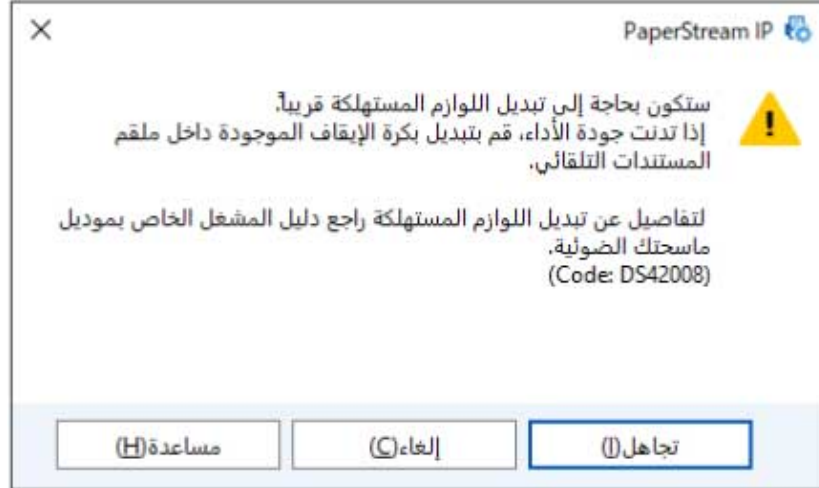 PaperStream IP
ستكون بحاجة إلى تبديل اللوازم المستهلكة قريباً.
إذا تدنت جودة الأداء، قم بتبديل بكرة الإيقاف الموجودة داخل ملقم
المستندات التلقائي.
لتفاصيل عن تبديل اللوازم المستهلكة راجع دليل المشغل الخاص بموديل
ماسحتك الضوئية.
(Code: DS42008)
تجاهل(I)
إلغاء(C)
مساعدة(H)